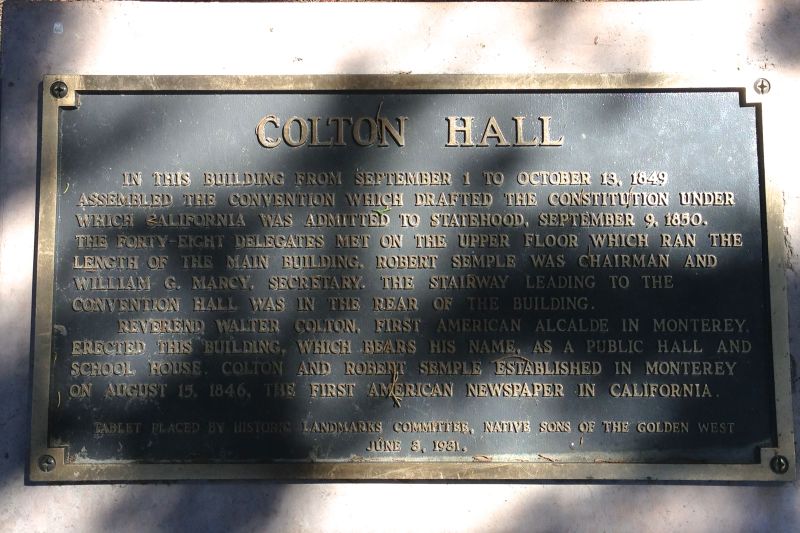 COLTON HALL
IN THIS BUILDING FROM SEPTEMBER 1 TO OCTOBER 13, 1849
ASSEMBLED THE CONVENTION WHICH DRAFTED THE CONSTITUTION UNDER
WHICH CALIFORNIA WAS ADMITTED TO STATEHOOD, SEPTEMBER 9, 1850.
THE FORTY-EIGHT DELEGATES MET ON THE UPPER FLOOR WHICH RAN THE
LENGTH OF THE MAIN BUILDING. ROBERT SEMPLE WAS CHAIRMAN AND
WILLIAM G. MARCY, SECRETARY. THE STAIRWAY LEADING TO THE
CONVENTION HALL WAS IN THE REAR OF THE BUILDING.
REVEREND WALTER COLTON, FIRST AMERICAN ALCALDE IN MONTEREY,
ERECTED THIS BUILDING, WHICH BEARS HIS NAME, AS A PUBLIC HALL AND
SCHOOL HOUSE. COLTON AND ROBERT SEMPLE ESTABLISHED IN MONTEREY
ON AUGUST 15, 1846, THE FIRST AMERICAN NEWSPAPER IN CALIFORNIA.
TABLET PLACED BY HISTORIC LANDMARKS COMMITTEE, NATIVE SONS OF THE GOLDEN WEST
JUNE 3, 1931.